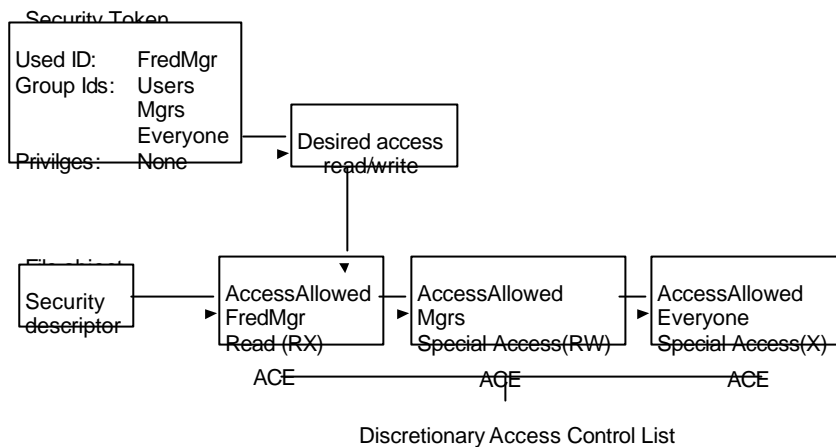 Security Token
Used ID: FredMgr
Group Ids: Users
Mgrs
Everyone
Privilges: None
Desired access
read/write
File object
Security
descriptor
AccessAllowed
FredMgr
Read (RX)
ACE
AccessAllowed
Mgrs
Special Access(RW)
ACE
AccessAllowed
Everyone
Special Access(X)
ACE
Discretionary Access Control List